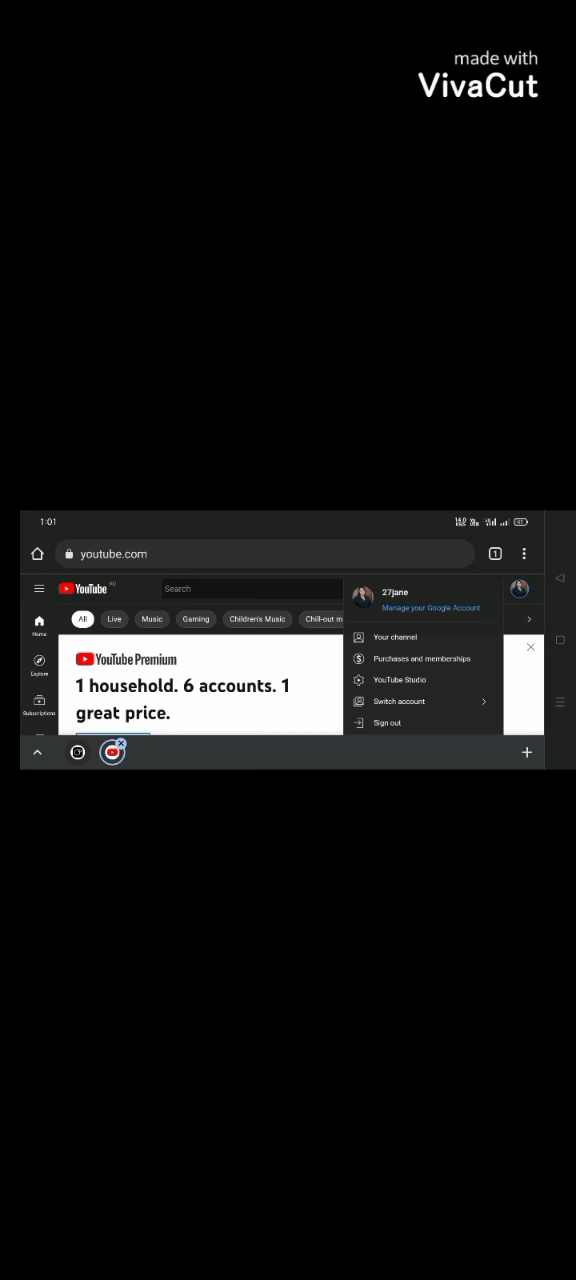 made with
VivaCut
1:01
youtube.com
1
YouTube
Search
27jane
Manage your Google Account
All
Live
Music
Gaming
Children's Music
Chill-out m
Home
Explore
Subscriptions
YouTube Premium
1 household. 6 accounts. 1
great price.
Your channel
Purchases and memberships
YouTube Studio
Switch account
Sign out